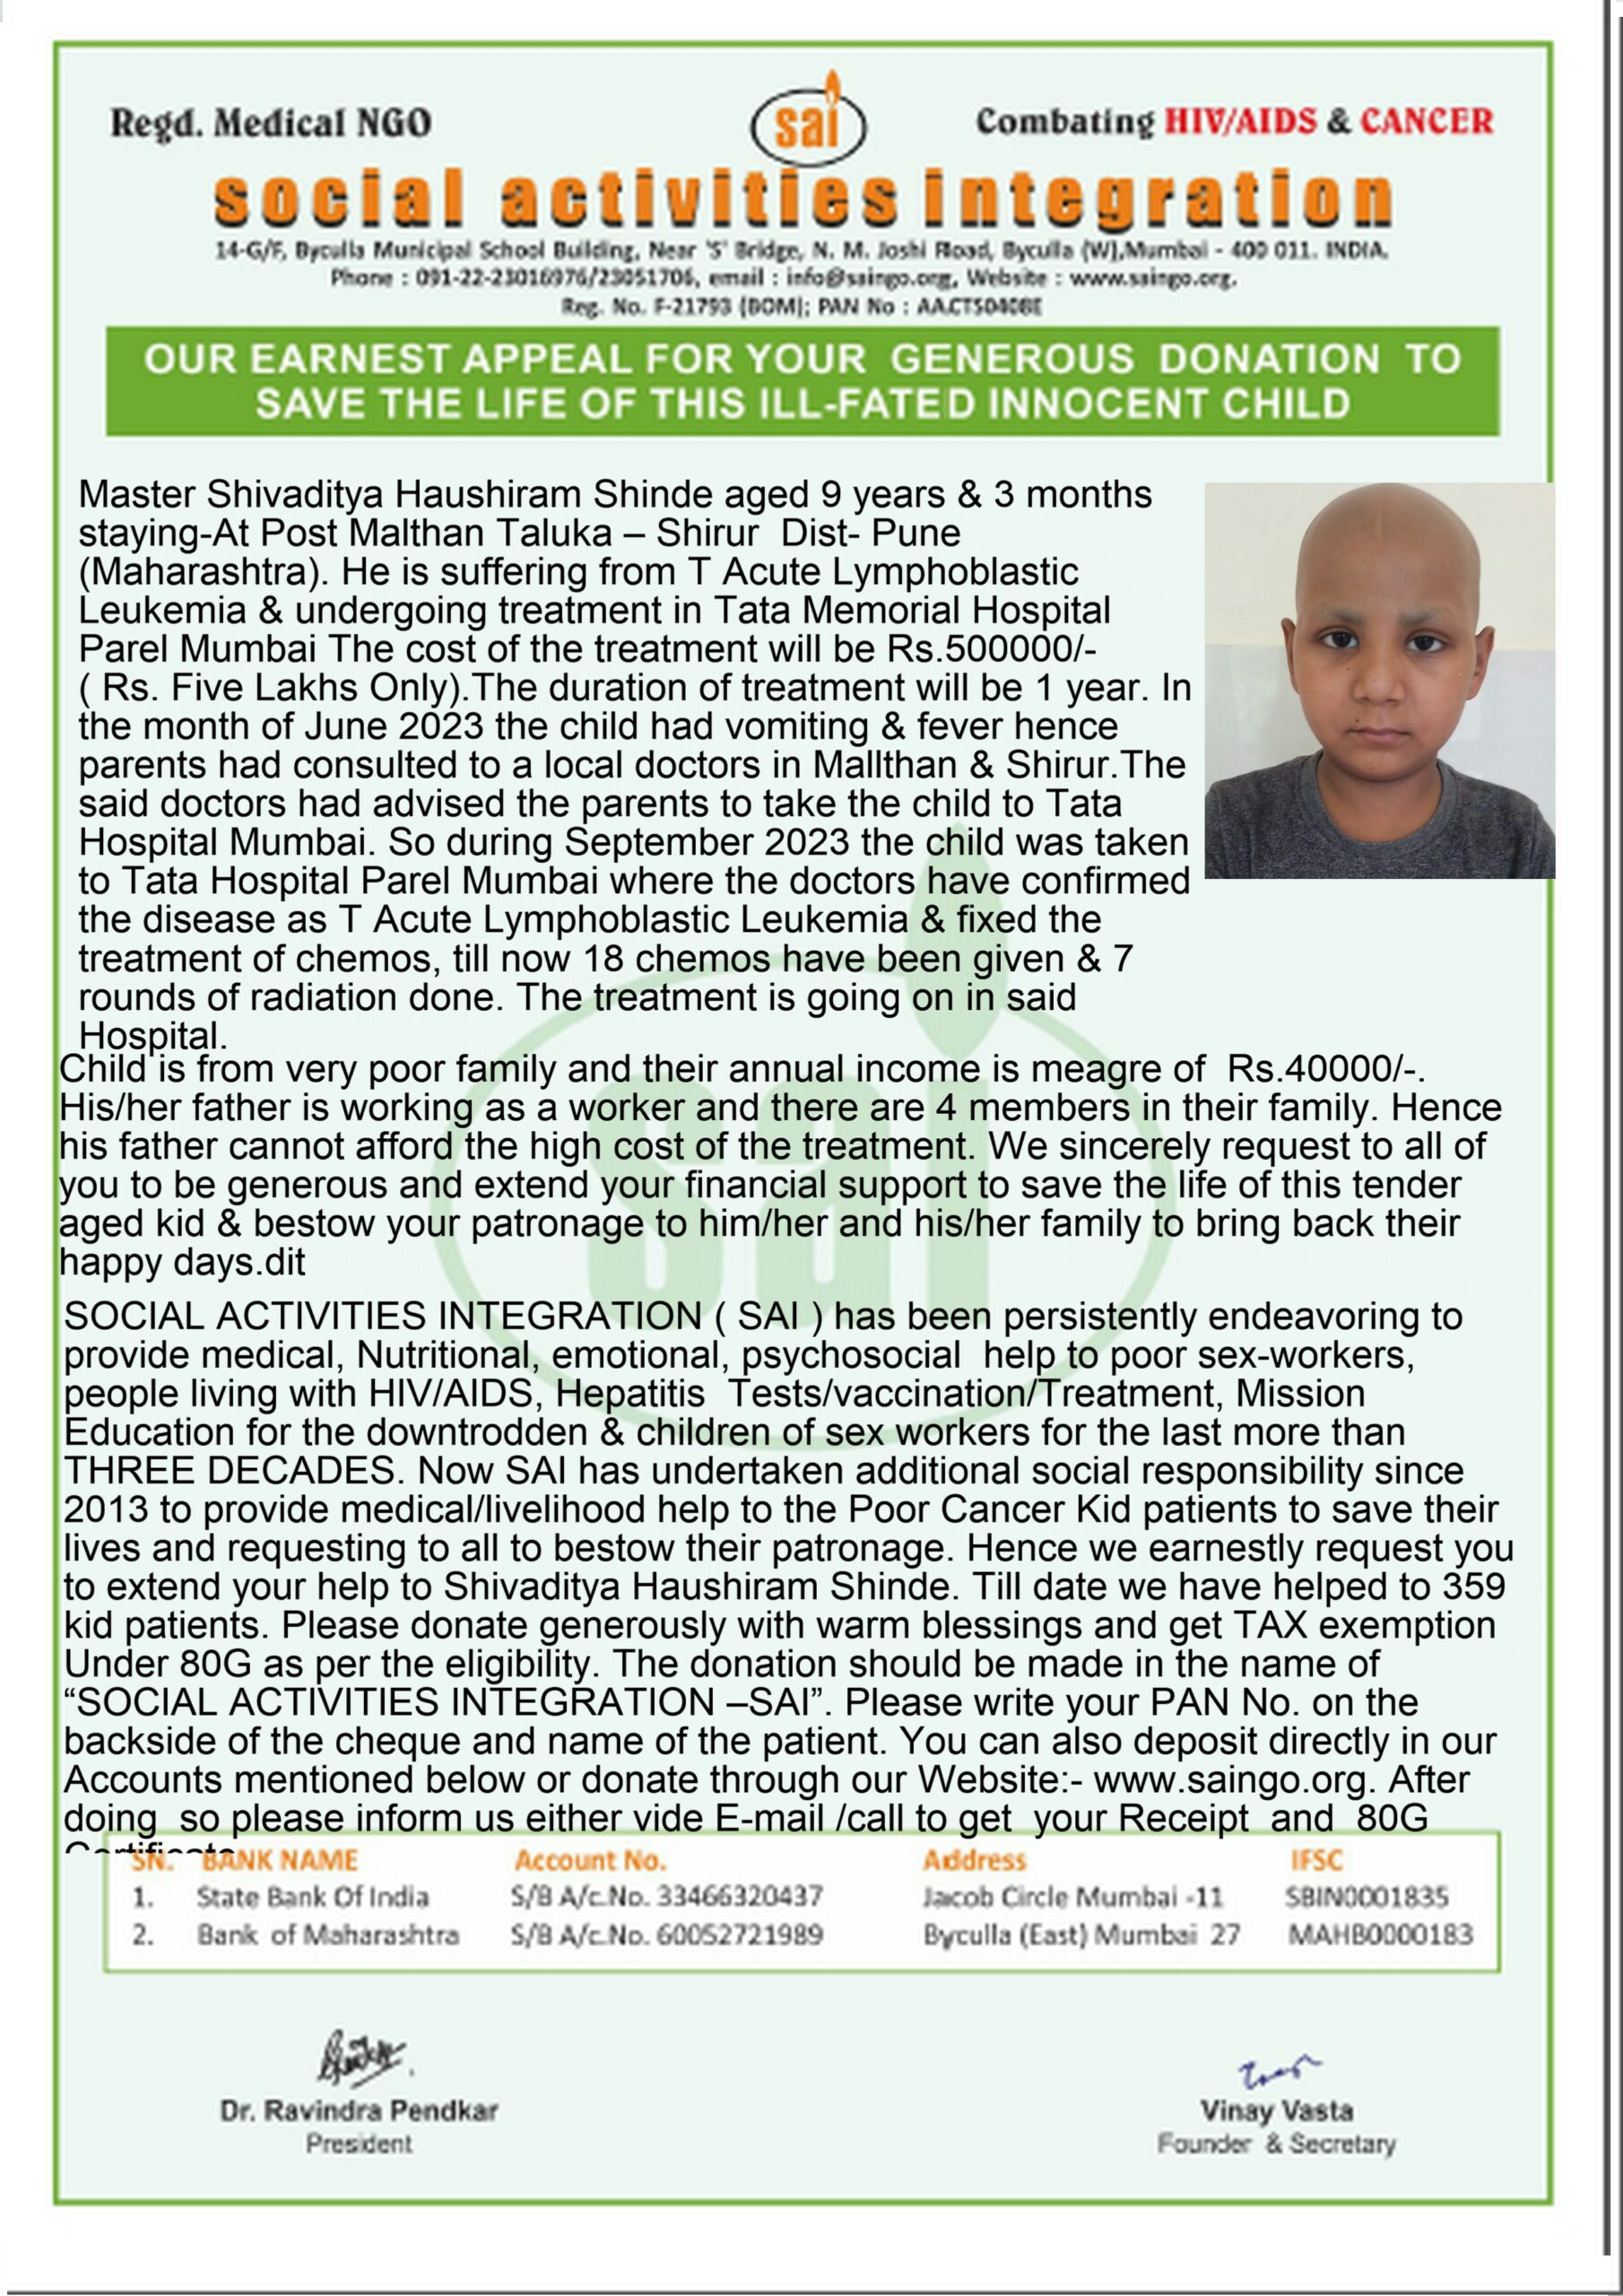 Regd. Medical NGO
sai
Combating HIV/AIDS & CANCER
social activities integration
14-G/F, Byculla Municipal School Building, Near 'S' Bridge, N. M. Joshi Road, Byculla (W),Mumbai - 400 011. INDIA.
Phone : 091-22-23016976/23051706, email : info@saingo.org, Website : www.saingo.org.
Reg. No. F-21793 (BOM); PAN No :
OUR EARNEST APPEAL FOR YOUR GENEROUS DONATION TO
SAVE THE LIFE OF THIS ILL-FATED INNOCENT CHILD
Master Shivaditya Haushiram Shinde aged 9 years & 3 months
staying-At Post Malthan Taluka – Shirur Dist- Pune
(Maharashtra). He is suffering from T Acute Lymphoblastic
Leukemia & undergoing treatment in Tata Memorial Hospital
Parel Mumbai The cost of the treatment will be Rs.500000/-
( Rs. Five Lakhs Only).The duration of treatment will be 1 year. In
the month of June 2023 the child had vomiting & fever hence
parents had consulted to a local doctors in Mallthan & Shirur.The
said doctors had advised the parents to take the child to Tata
Hospital Mumbai. So during September 2023 the child was taken
to Tata Hospital Parel Mumbai where the doctors have confirmed
the disease as T Acute Lymphoblastic Leukemia & fixed the
treatment of chemos, till now 18 chemos have been given & 7
rounds of radiation done. The treatment is going on in said
Hospital.
Child is from very poor family and their annual income is meagre of Rs.40000/-.
His/her father is working as a worker and there are 4 members in their family. Hence
his father cannot afford the high cost of the treatment. We sincerely request to all of
you to be generous and extend your financial support to save the life of this tender
aged kid & bestow your patronage to him/her and his/her family to bring back their
happy days.dit
SOCIAL ACTIVITIES INTEGRATION ( SAI ) has been persistently endeavoring to
provide medical, Nutritional, emotional, psychosocial help to poor sex-workers,
people living with HIV/AIDS, Hepatitis Tests/vaccination/Treatment, Mission
Education for the downtrodden & children of sex workers for the last more than
THREE DECADES. Now SAI has undertaken additional social responsibility since
2013 to provide medical/livelihood help to the Poor Cancer Kid patients to save their
lives and requesting to all to bestow their patronage. Hence we earnestly request you
to extend your help to Shivaditya Haushiram Shinde. Till date we have helped to 359
kid patients. Please donate generously with warm blessings and get TAX exemption
Under 80G as per the eligibility. The donation should be made in the name of
“SOCIAL ACTIVITIES INTEGRATION –SAI”. Please write your PAN No. on the
backside of the cheque and name of the patient. You can also deposit directly in our
Accounts mentioned below or donate through our Website:- www.saingo.org. After
doing so please inform us either vide E-mail /call to get your Receipt and 80G
SN. BANK NAME Account No. Address IFSC
1. State Bank Of India S/B A/c.No. 33466320437 Jacob Circle Mumbai -11 SBIN0001835
2. Bank of Maharashtra S/B A/c.No. 60052721989 Byculla (East) Mumbai 27 MAHB0000183
Dr. Ravindra Pendkar
President
Vinay Vasta
Founder & Secretary